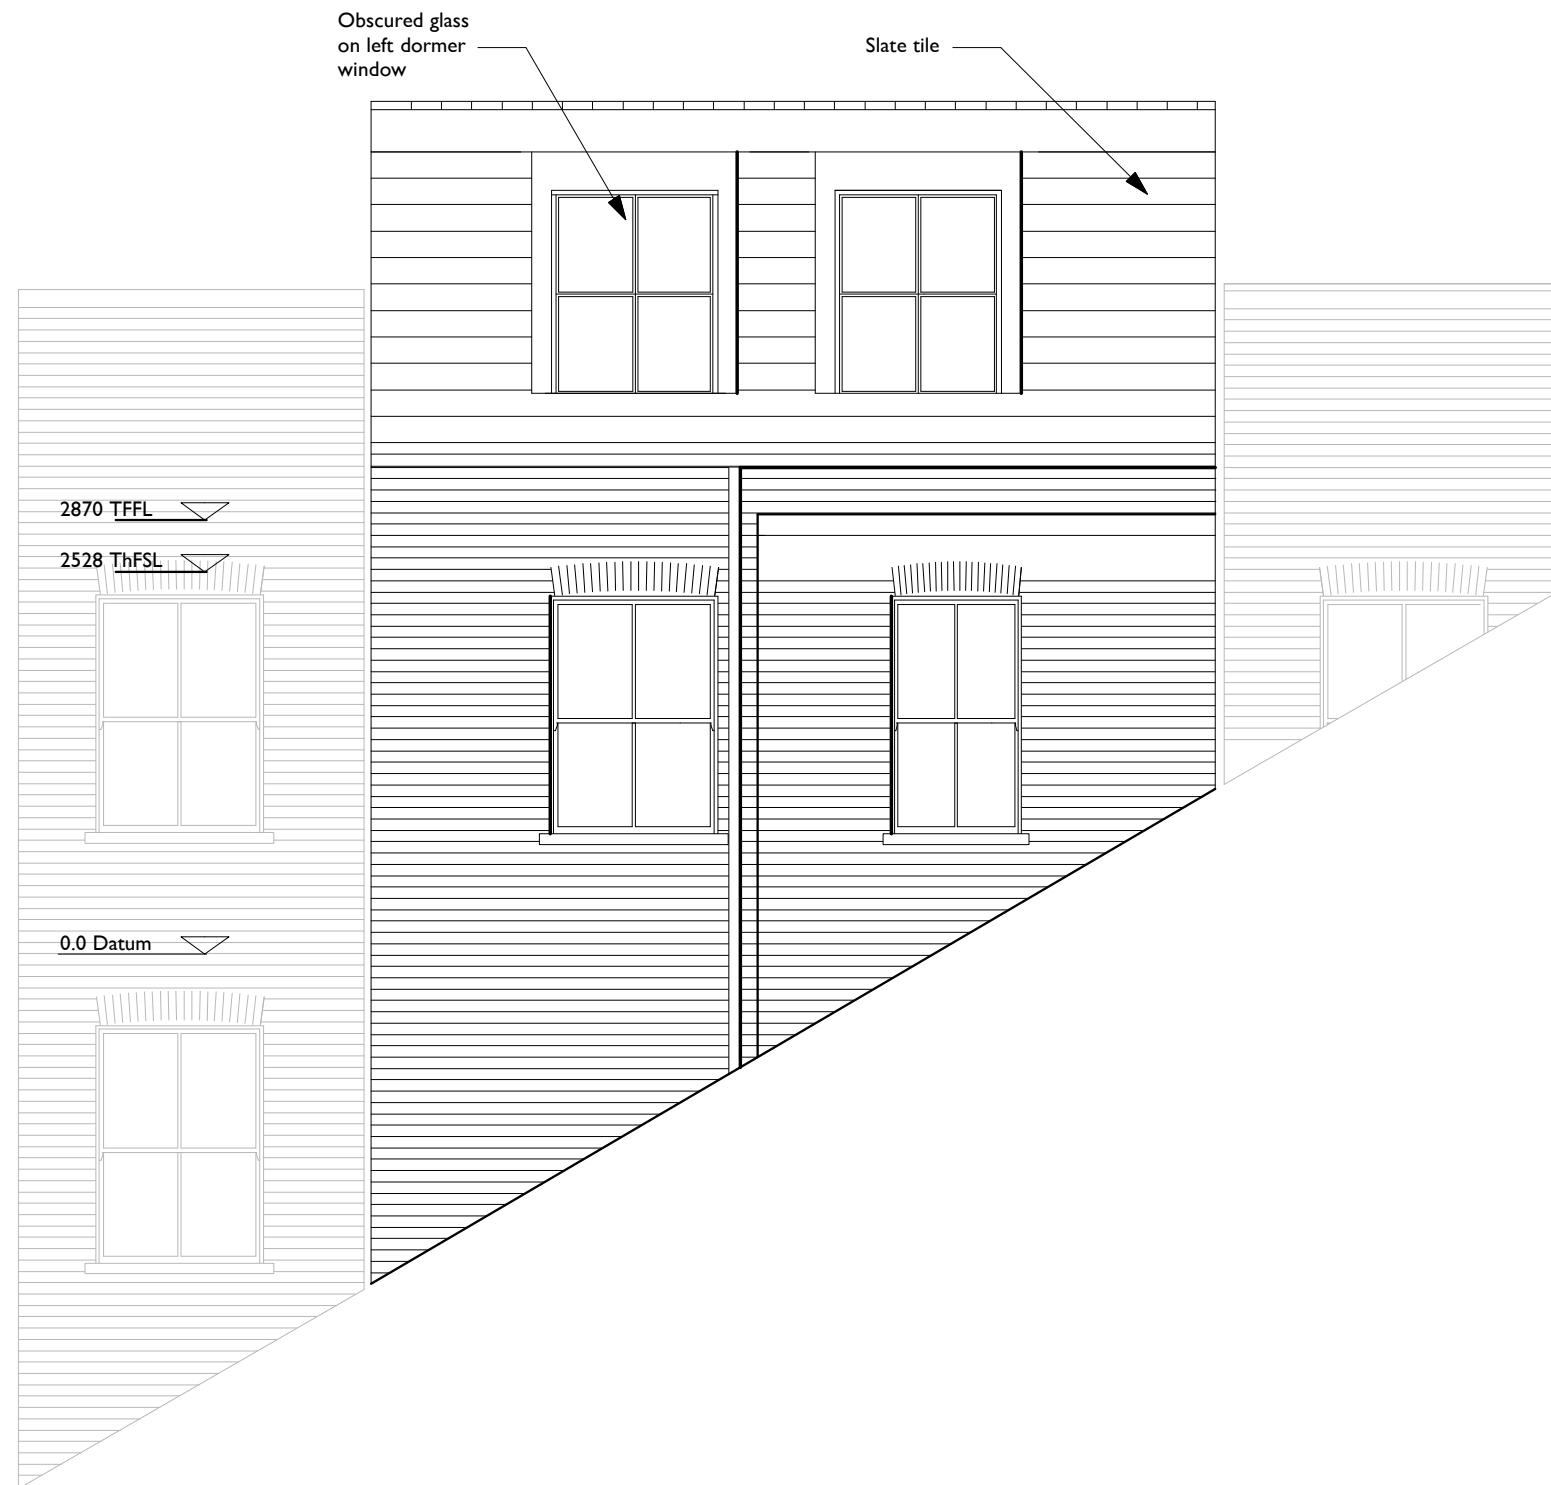 Obscured glass
on left dormer
window
Slate tile
2870 TFFL
2528 ThFSL
0.0 Datum